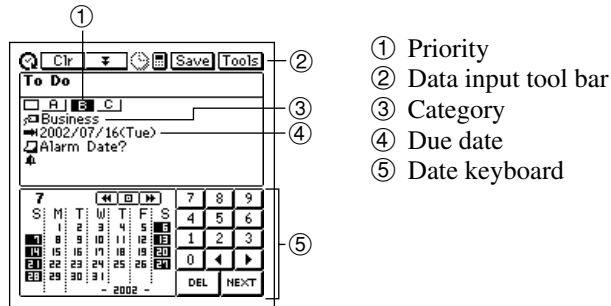 ①
Clr Save Tools ②
To Do
A B C
Business ③
2002/07/16(Tue) ④
Alarm Date?
7 7 8 9
S M T W T F S 4 5 6
1 2 3 4 5 6 1 2 3
7 8 9 10 11 12 13 ⑤
14 15 16 17 18 19 20 0
21 22 23 24 25 26 27
28 29 30 31 DEL NEXT
- 2002 -
① Priority
② Data input tool bar
③ Category
④ Due date
⑤ Date keyboard